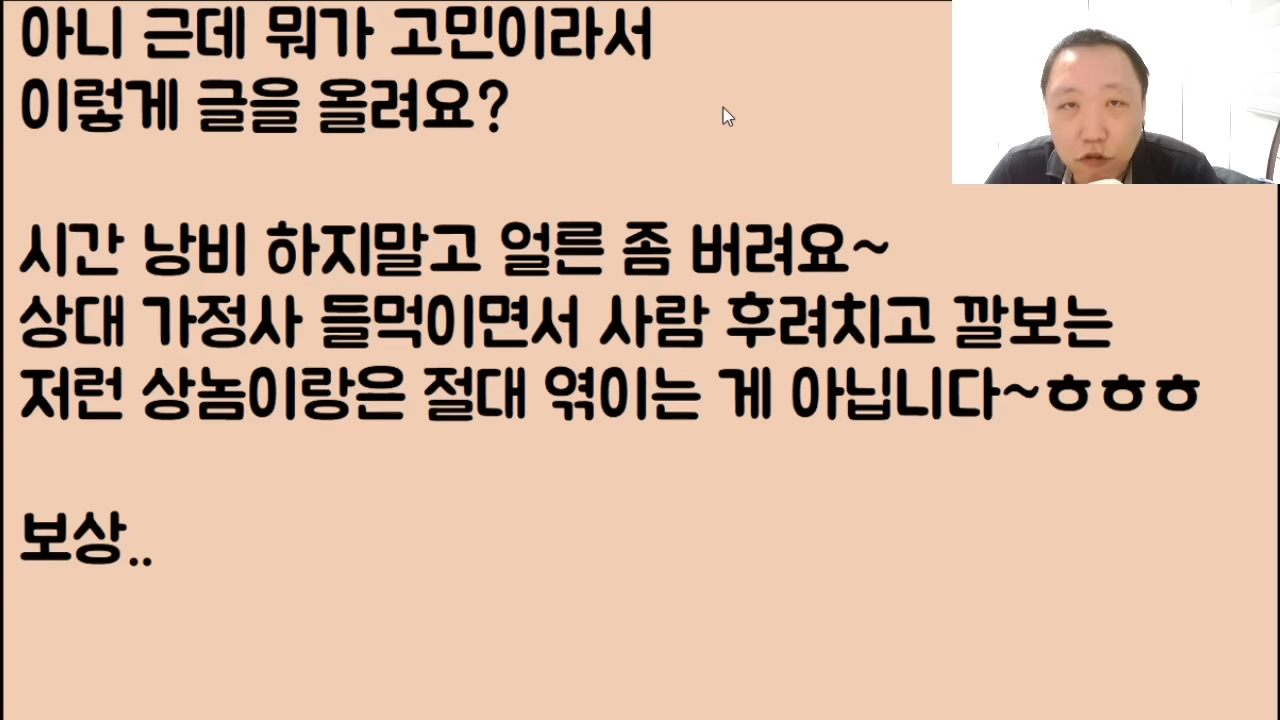 아니 근데 뭐가 고민이라서
이렇게 글을 올려요?
시간 낭비 하지말고 얼른 좀 버려요~
상대 가정사 들먹이면서 사람 후려치고 깔보는
저런 상놈이랑은 절대 엮이는 게 아닙니다~ㅎㅎㅎ
보상..